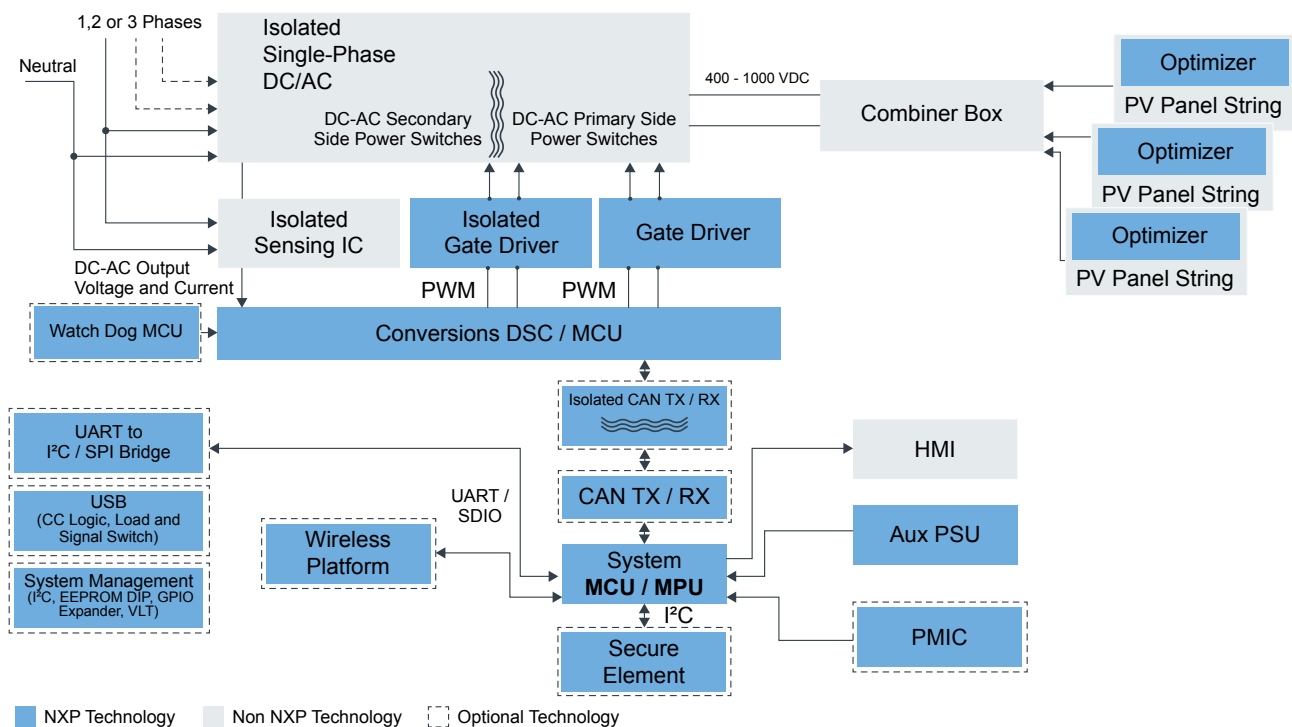 1,2 or 3 Phases
Neutral
Isolated
Single-Phase
DC/AC
DC-AC Secondary
Side Power Switches
DC-AC Primary Side
Power Switches
400 - 1000 VDC
Combiner Box
Optimizer
PV Panel String
Optimizer
PV Panel String
Optimizer
PV Panel String
Isolated
Sensing IC
Isolated
Gate Driver
Gate Driver
DC-AC Output
Voltage and Current
PWM
PWM
Watch Dog MCU
Conversions DSC / MCU
Isolated CAN TX / RX
UART to
I²C / SPI Bridge
HMI
CAN TX / RX
USB
(CC Logic, Load and
Signal Switch)
UART /
SDIO
Wireless
Platform
Aux PSU
System
MCU / MPU
System Management
(I²C, EEPROM DIP, GPIO
Expander, VLT)
I²C
PMIC
Secure
Element
NXP Technology
Non NXP Technology
Optional Technology